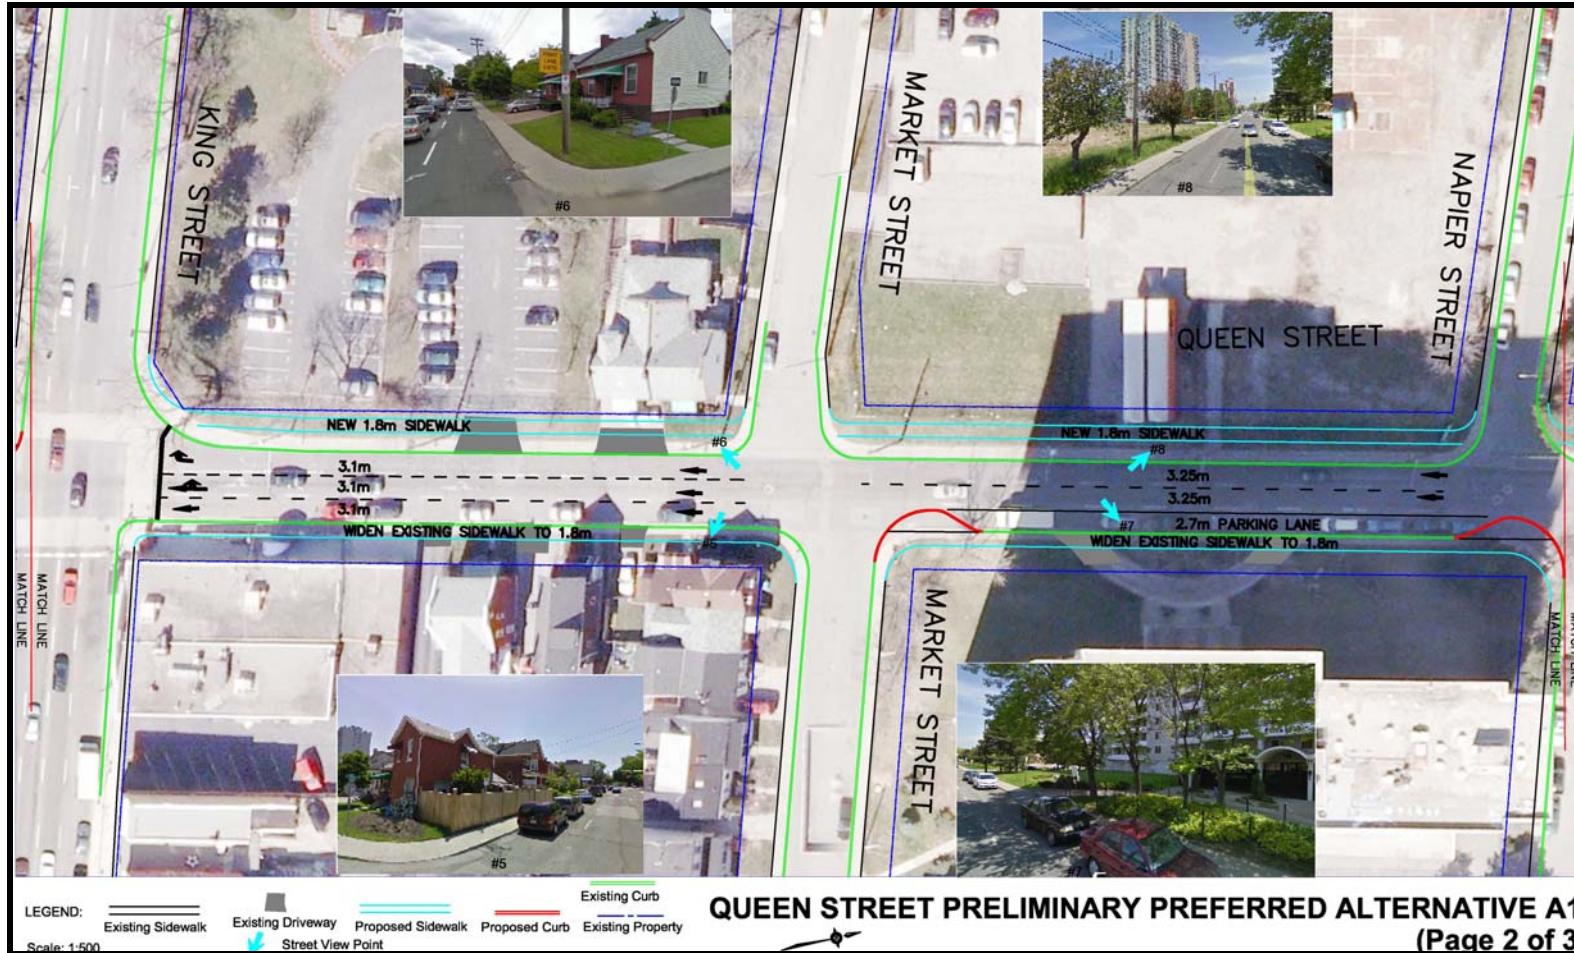 KING STREET
MARKET STREET
NAPIER STREET
#6
#8
QUEEN STREET
NEW 1.8m SIDEWALK
#6
NEW 1.8m SIDEWALK
#8
3.1m
3.1m
3.1m
3.25m
3.25m
WIDEN EXISTING SIDEWALK TO 1.8m
#5
#7
2.7m PARKING LANE
WIDEN EXISTING SIDEWALK TO 1.8m
MATCH LINE
MATCH LINE
MARKET STREET
MATCH LINE
#5
#7
LEGEND:
Existing Sidewalk
Existing Driveway
Proposed Sidewalk
Proposed Curb
Existing Curb
Existing Property
Scale: 1:500
Street View Point
QUEEN STREET PRELIMINARY PREFERRED ALTERNATIVE A1
(Page 2 of 3